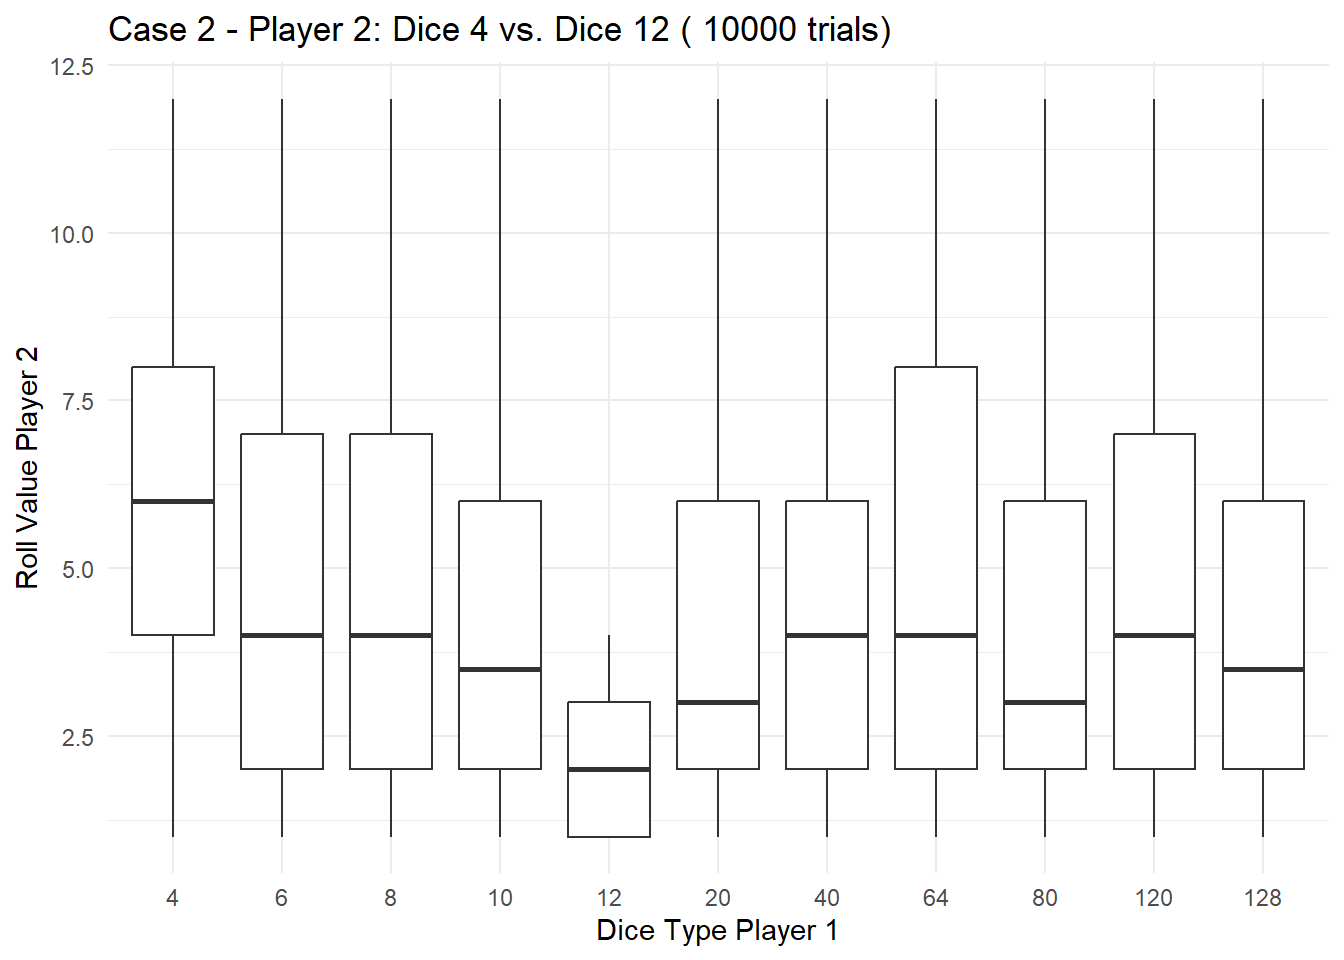 Case 2 - Player 2: Dice 4 vs. Dice 12 ( 10000 trials)
12.5
10.0
7.5
5.0
2.5
Roll Value Player 2
4 6 8 10 12 20 40 64 80 120 128
Dice Type Player 1